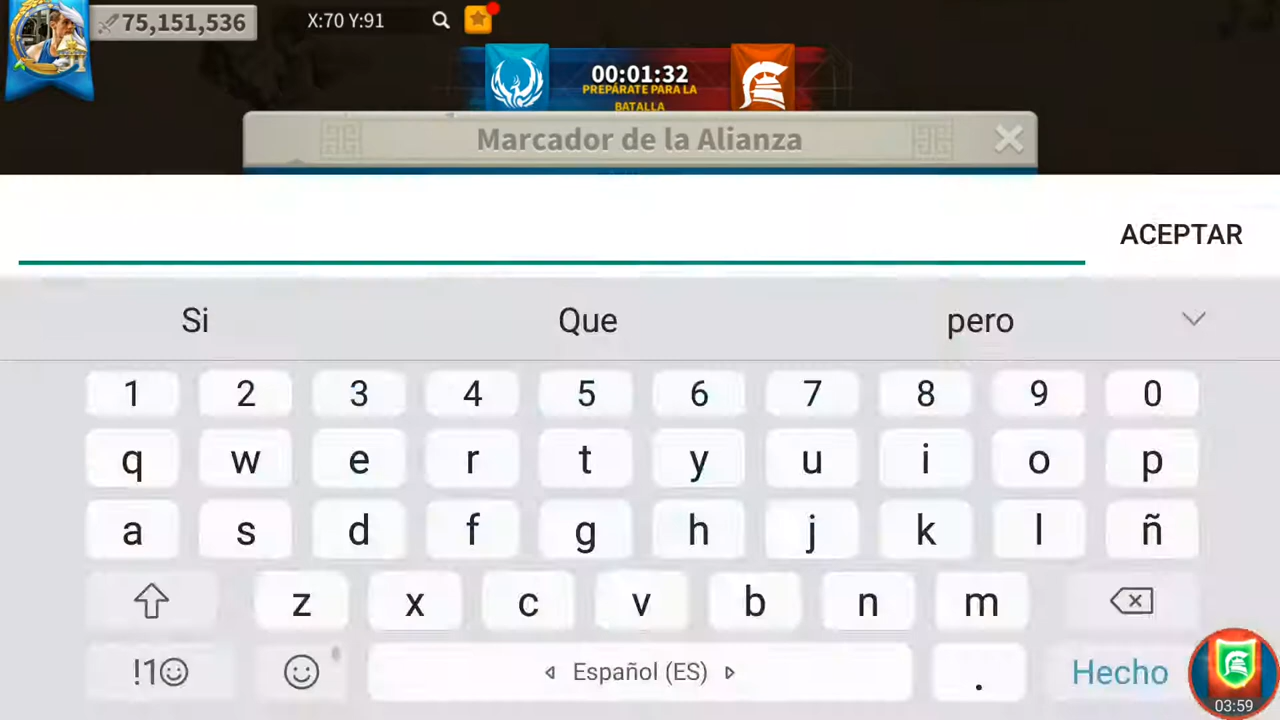 75,151,536
X:70 Y:91
00:01:32
PREPÁRATE PARA LA
BATALLA
Marcador de la Alianza
ACEPTAR
Si Que pero
1 2 3 4 5 6 7 8 9 0
q w e r t y u i o p
a s d f g h j k l ñ
z x c v b n m
!1 Español (ES) . Hecho
03:59